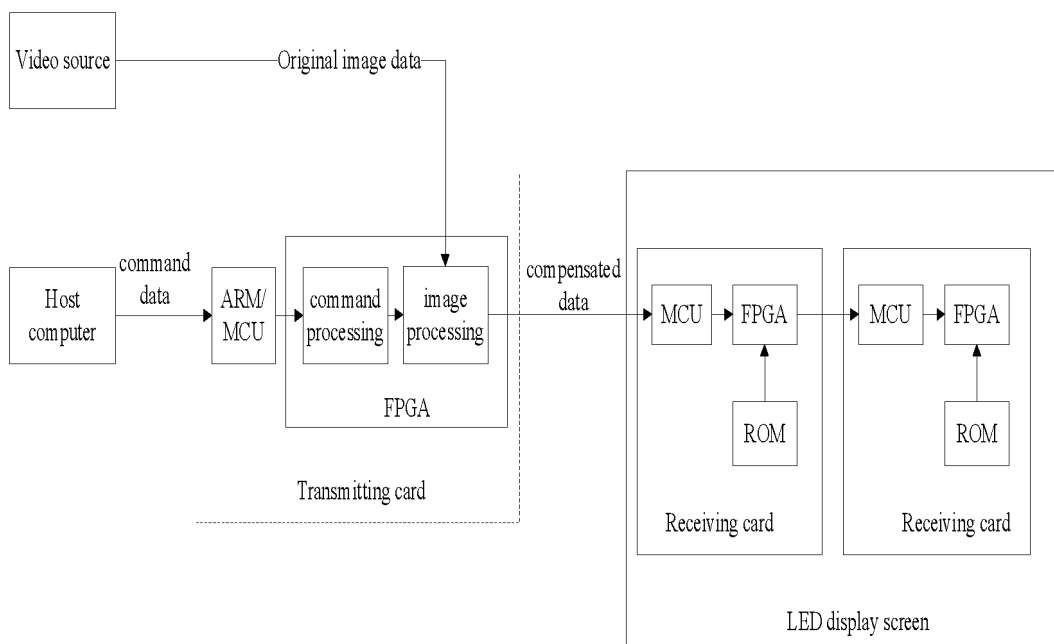 Video source
Original image data
Host
computer
command
data
ARM/
MCU
command
processing
image
processing
FPGA
Transmitting card
compensated
data
MCU
FPGA
ROM
Receiving card
MCU
FPGA
ROM
Receiving card
LED display screen